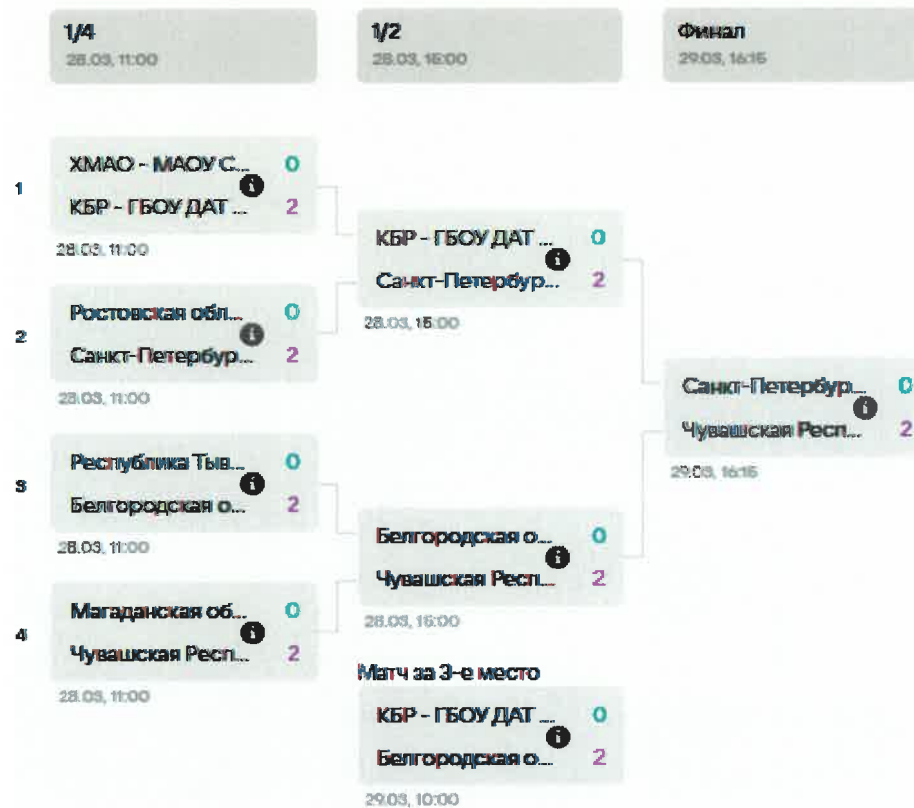 1/4
28.03, 11:00
1/2
28.03, 15:00
Финал
29.03, 16:15
1
ХМАО - МАОУ С... 0
КБР - ГБОУ ДАТ ... 2
28.03, 11:00
2
Ростовская обл... 0
Санкт-Петербур... 2
28.03, 11:00
3
Республика Тыв... 0
Белгородская о... 2
28.03, 11:00
4
Магаданская об... 0
Чувашская Респ... 2
28.03, 11:00
КБР - ГБОУ ДАТ ... 0
Санкт-Петербур... 2
28.03, 15:00
Белгородская о... 0
Чувашская Респ... 2
28.03, 15:00
Матч за 3-е место
КБР - ГБОУ ДАТ ... 0
Белгородская о... 2
29.03, 10:00
Санкт-Петербур... 0
Чувашская Респ... 2
29.03, 16:15